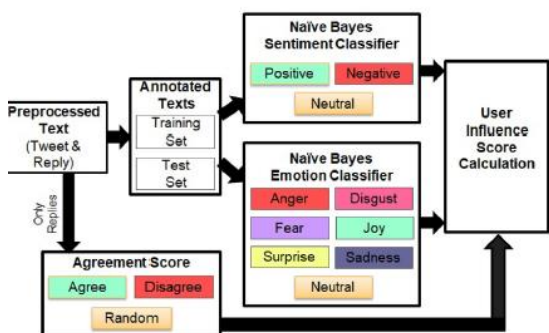 Naïve Bayes
Sentiment Classifier
Positive
Negative
Neutral
Annotated
Texts
Training
Set
Test
Set
Preprocessed
Text
(Tweet &
Reply)
Only
Replies
Naïve Bayes
Emotion Classifier
Anger
Disgust
Fear
Joy
Surprise
Sadness
Neutral
User
Influence
Score
Calculation
Agreement Score
Agree
Disagree
Random